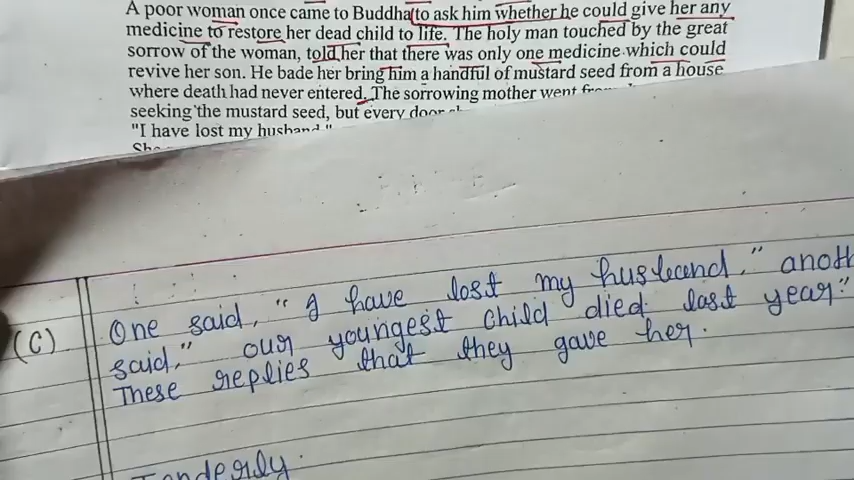 A poor woman once came to Buddha to ask him whether he could give her any
medicine to restore her dead child to life. The holy man touched by the great
sorrow of the woman, told her that there was only one medicine which could
revive her son. He bade her bring him a handful of mustard seed from a house
where death had never entered. The sorrowing mother went
seeking the mustard seed, but every door
"I have lost my husband."
(C)
One said, "I have lost my husband," anoth
said," our youngest child died last year."
These replies that they gave her.
Tenderly.